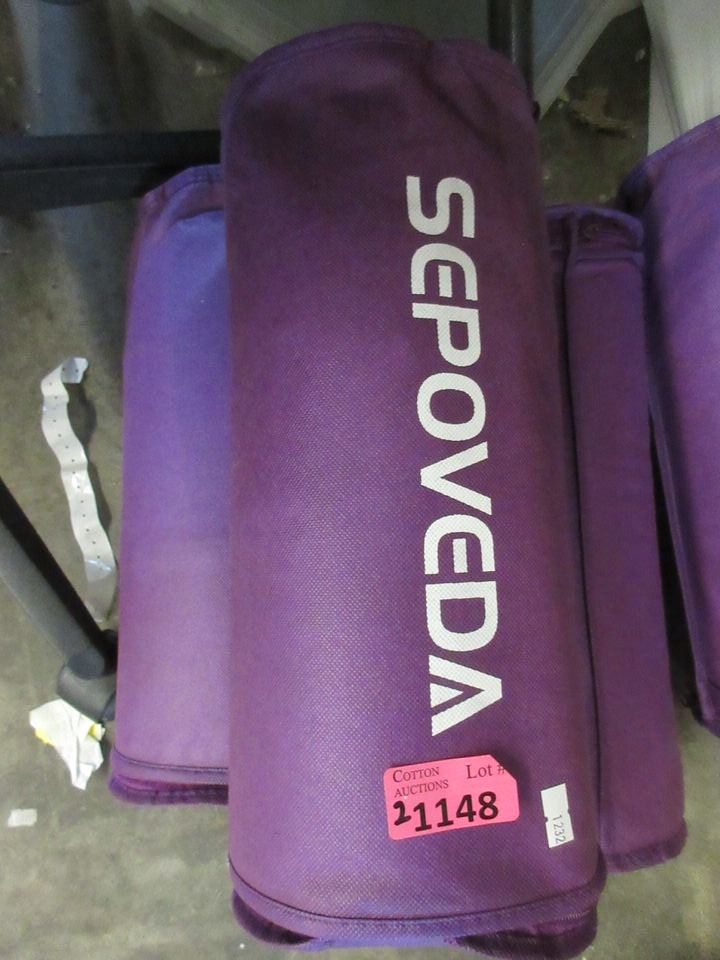 SEPOVEDA
COTTON AUCTIONS Lot #
21148
1232